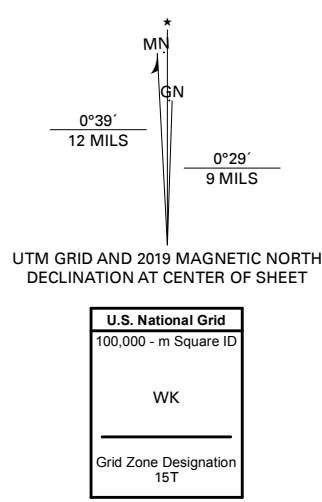 ★
MN
GN
0°39´
12 MILS
0°29´
9 MILS
UTM GRID AND 2019 MAGNETIC NORTH
DECLINATION AT CENTER OF SHEET
U.S. National Grid
100,000 - m Square ID
WK
Grid Zone Designation
15T